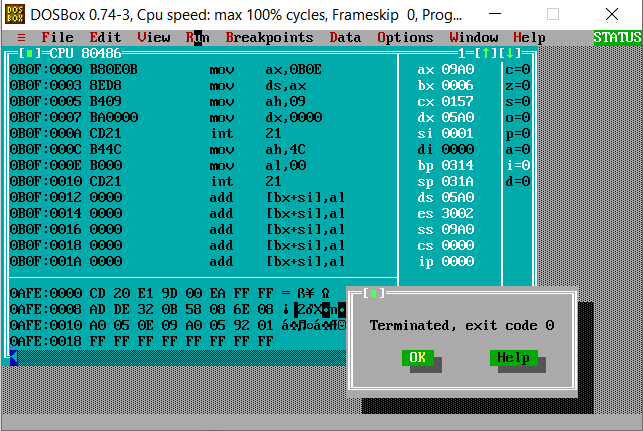 DOSBox 0.74-3, Cpu speed: max 100% cycles, Frameskip 0, Prog...
≡ File Edit View Run Breakpoints Data Options Window Help STATUS
CPU 80486 1=[↑][↓]
0B0F:0000 B80E0B mov ax,0B0E
0B0F:0003 8ED8 mov ds,ax
0B0F:0005 B409 mov ah,09
0B0F:0007 BA0000 mov dx,0000
0B0F:000A CD21 int 21
0B0F:000C B44C mov ah,4C
0B0F:000E B000 mov al,00
0B0F:0010 CD21 int 21
0B0F:0012 0000 add [bx+si],al
0B0F:0014 0000 add [bx+si],al
0B0F:0016 0000 add [bx+si],al
0B0F:0018 0000 add [bx+si],al
0B0F:001A 0000 add [bx+si],al
ax 09A0 c=0
bx 0006 z=0
cx 0157 s=0
dx 05A0 o=0
si 0001 p=0
di 0000 a=0
bp 0314 i=0
sp 031A d=0
ds 05A0
es 3002
ss 09A0
cs 0000
ip 0000
0AFE:0000 CD 20 E1 9D 00 EA FF FF = ß¥ Ω
0AFE:0008 AD DE 32 0B 58 08 6E 08
0AFE:0010 A0 05 0E 09 A0 05 92 01
0AFE:0018 FF FF FF FF FF FF FF FF
Terminated, exit code 0
OK Help